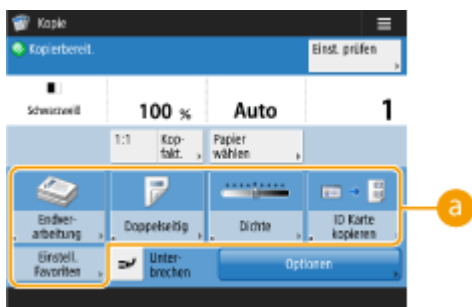 Kopie
Kopierbereit.
Einst. prüfen
Schwarzweiß
100 %
Auto
1
1:1
Kop-
fakt.
Papier
wählen
Endver-
arbeitung
Doppelseitig
Dichte
ID Karte
kopieren
a
Einstell.
Favoriten
Unter-
brechen
Optionen